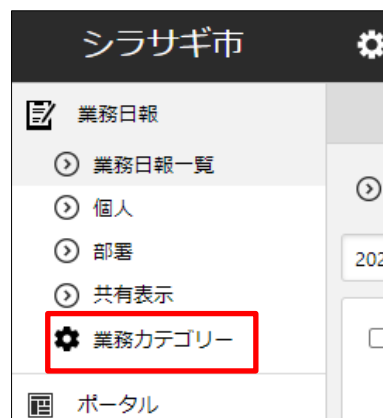 シラサギ市
業務日報
業務日報一覧
個人
部署
202
共有表示
業務カテゴリー
ポータル